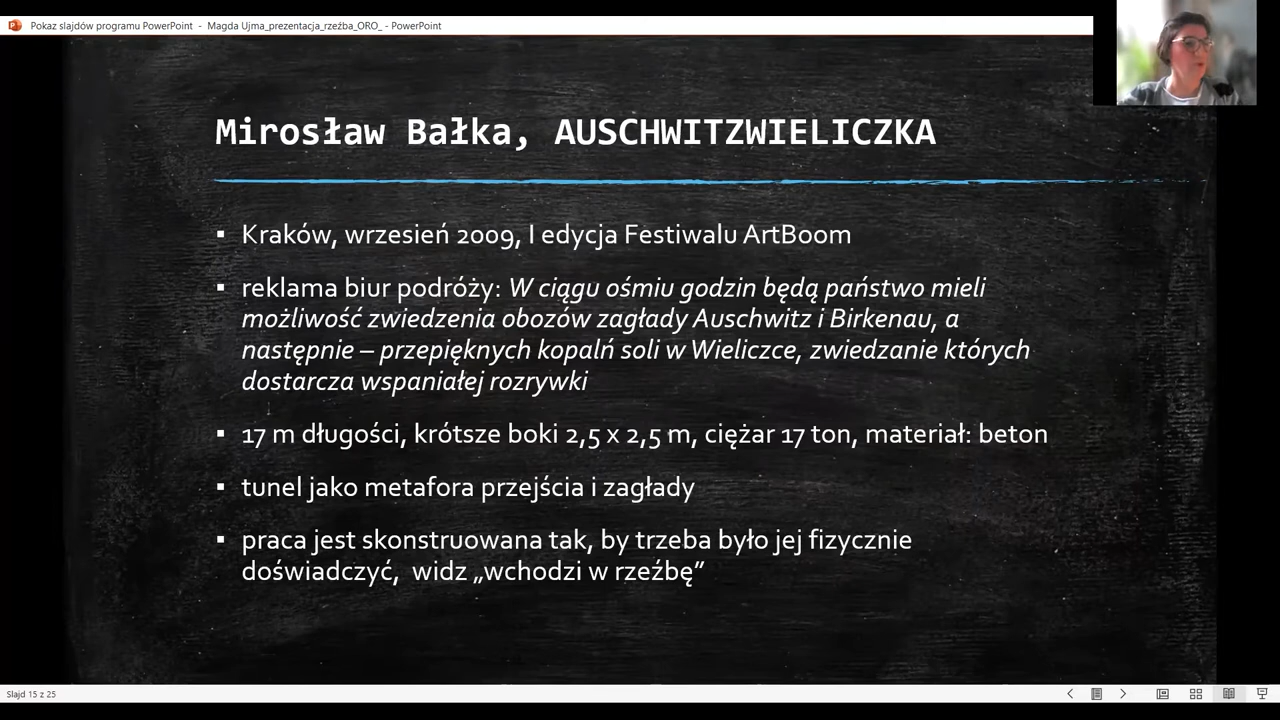 Pokaz slajdów programu PowerPoint - Magda Ujma_prezentacja_rzeźba_ORO_ - PowerPoint
Mirosław Bałka, AUSCHWITZWIELICZKA
▪ Kraków, wrzesień 2009, I edycja Festiwalu ArtBoom
▪ reklama biur podróży: W ciągu ośmiu godzin będą państwo mieli
możliwość zwiedzenia obozów zagłady Auschwitz i Birkenau, a
następnie – przepięknych kopalń soli w Wieliczce, zwiedzanie których
dostarcza wspaniałej rozrywki
▪ 17 m długości, krótsze boki 2,5 x 2,5 m, ciężar 17 ton, materiał: beton
▪ tunel jako metafora przejścia i zagłady
▪ praca jest skonstruowana tak, by trzeba było jej fizycznie
doświadczyć, widz „wchodzi w rzeźbę”
Slajd 15 z 25